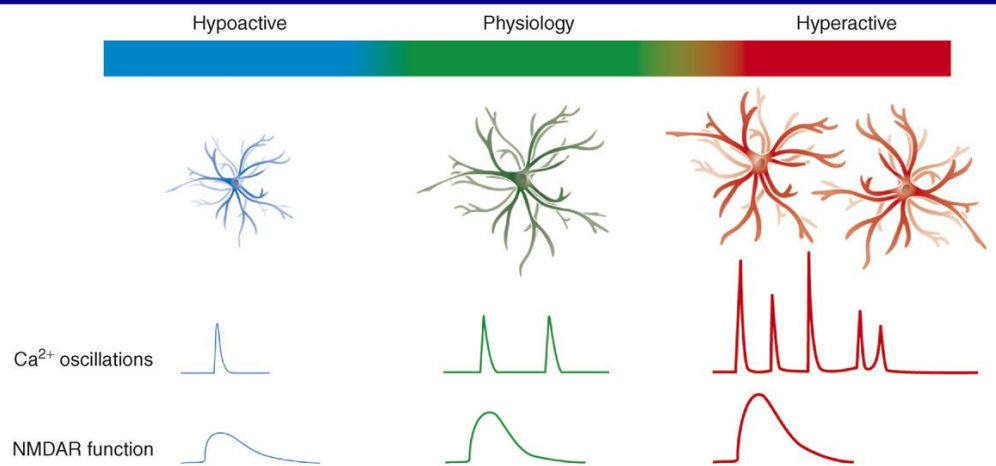 Hypoactive Physiology Hyperactive
Ca²⁺ oscillations
NMDAR function